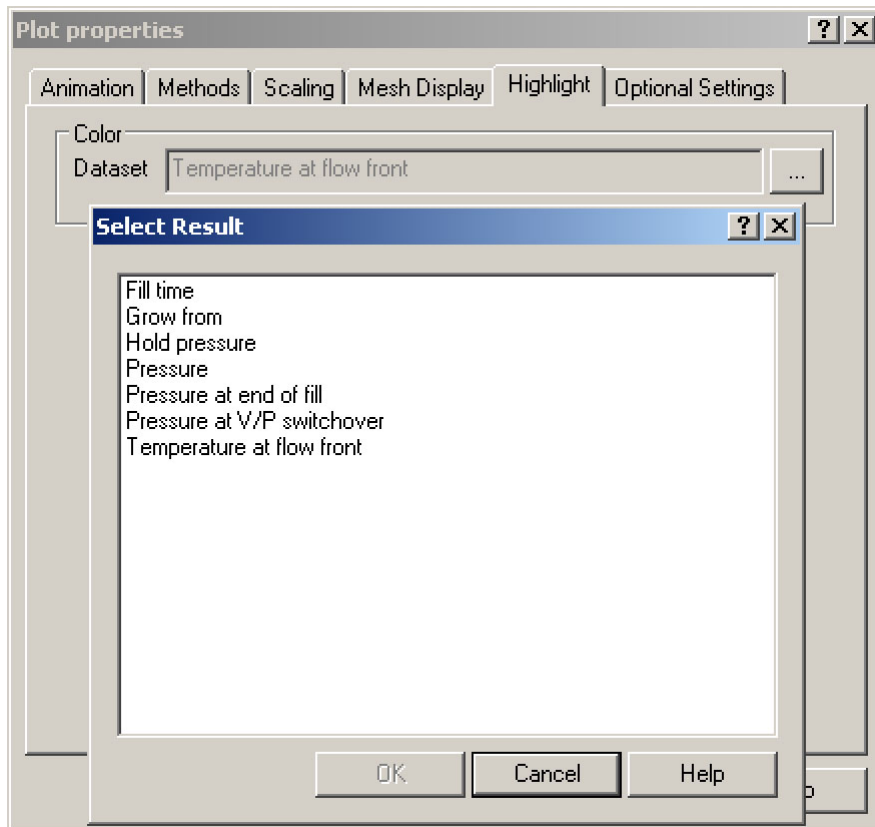 Plot properties
Animation Methods Scaling Mesh Display Highlight Optional Settings
Color
Dataset Temperature at flow front ...
Select Result
Fill time
Grow from
Hold pressure
Pressure
Pressure at end of fill
Pressure at V/P switchover
Temperature at flow front
OK Cancel Help